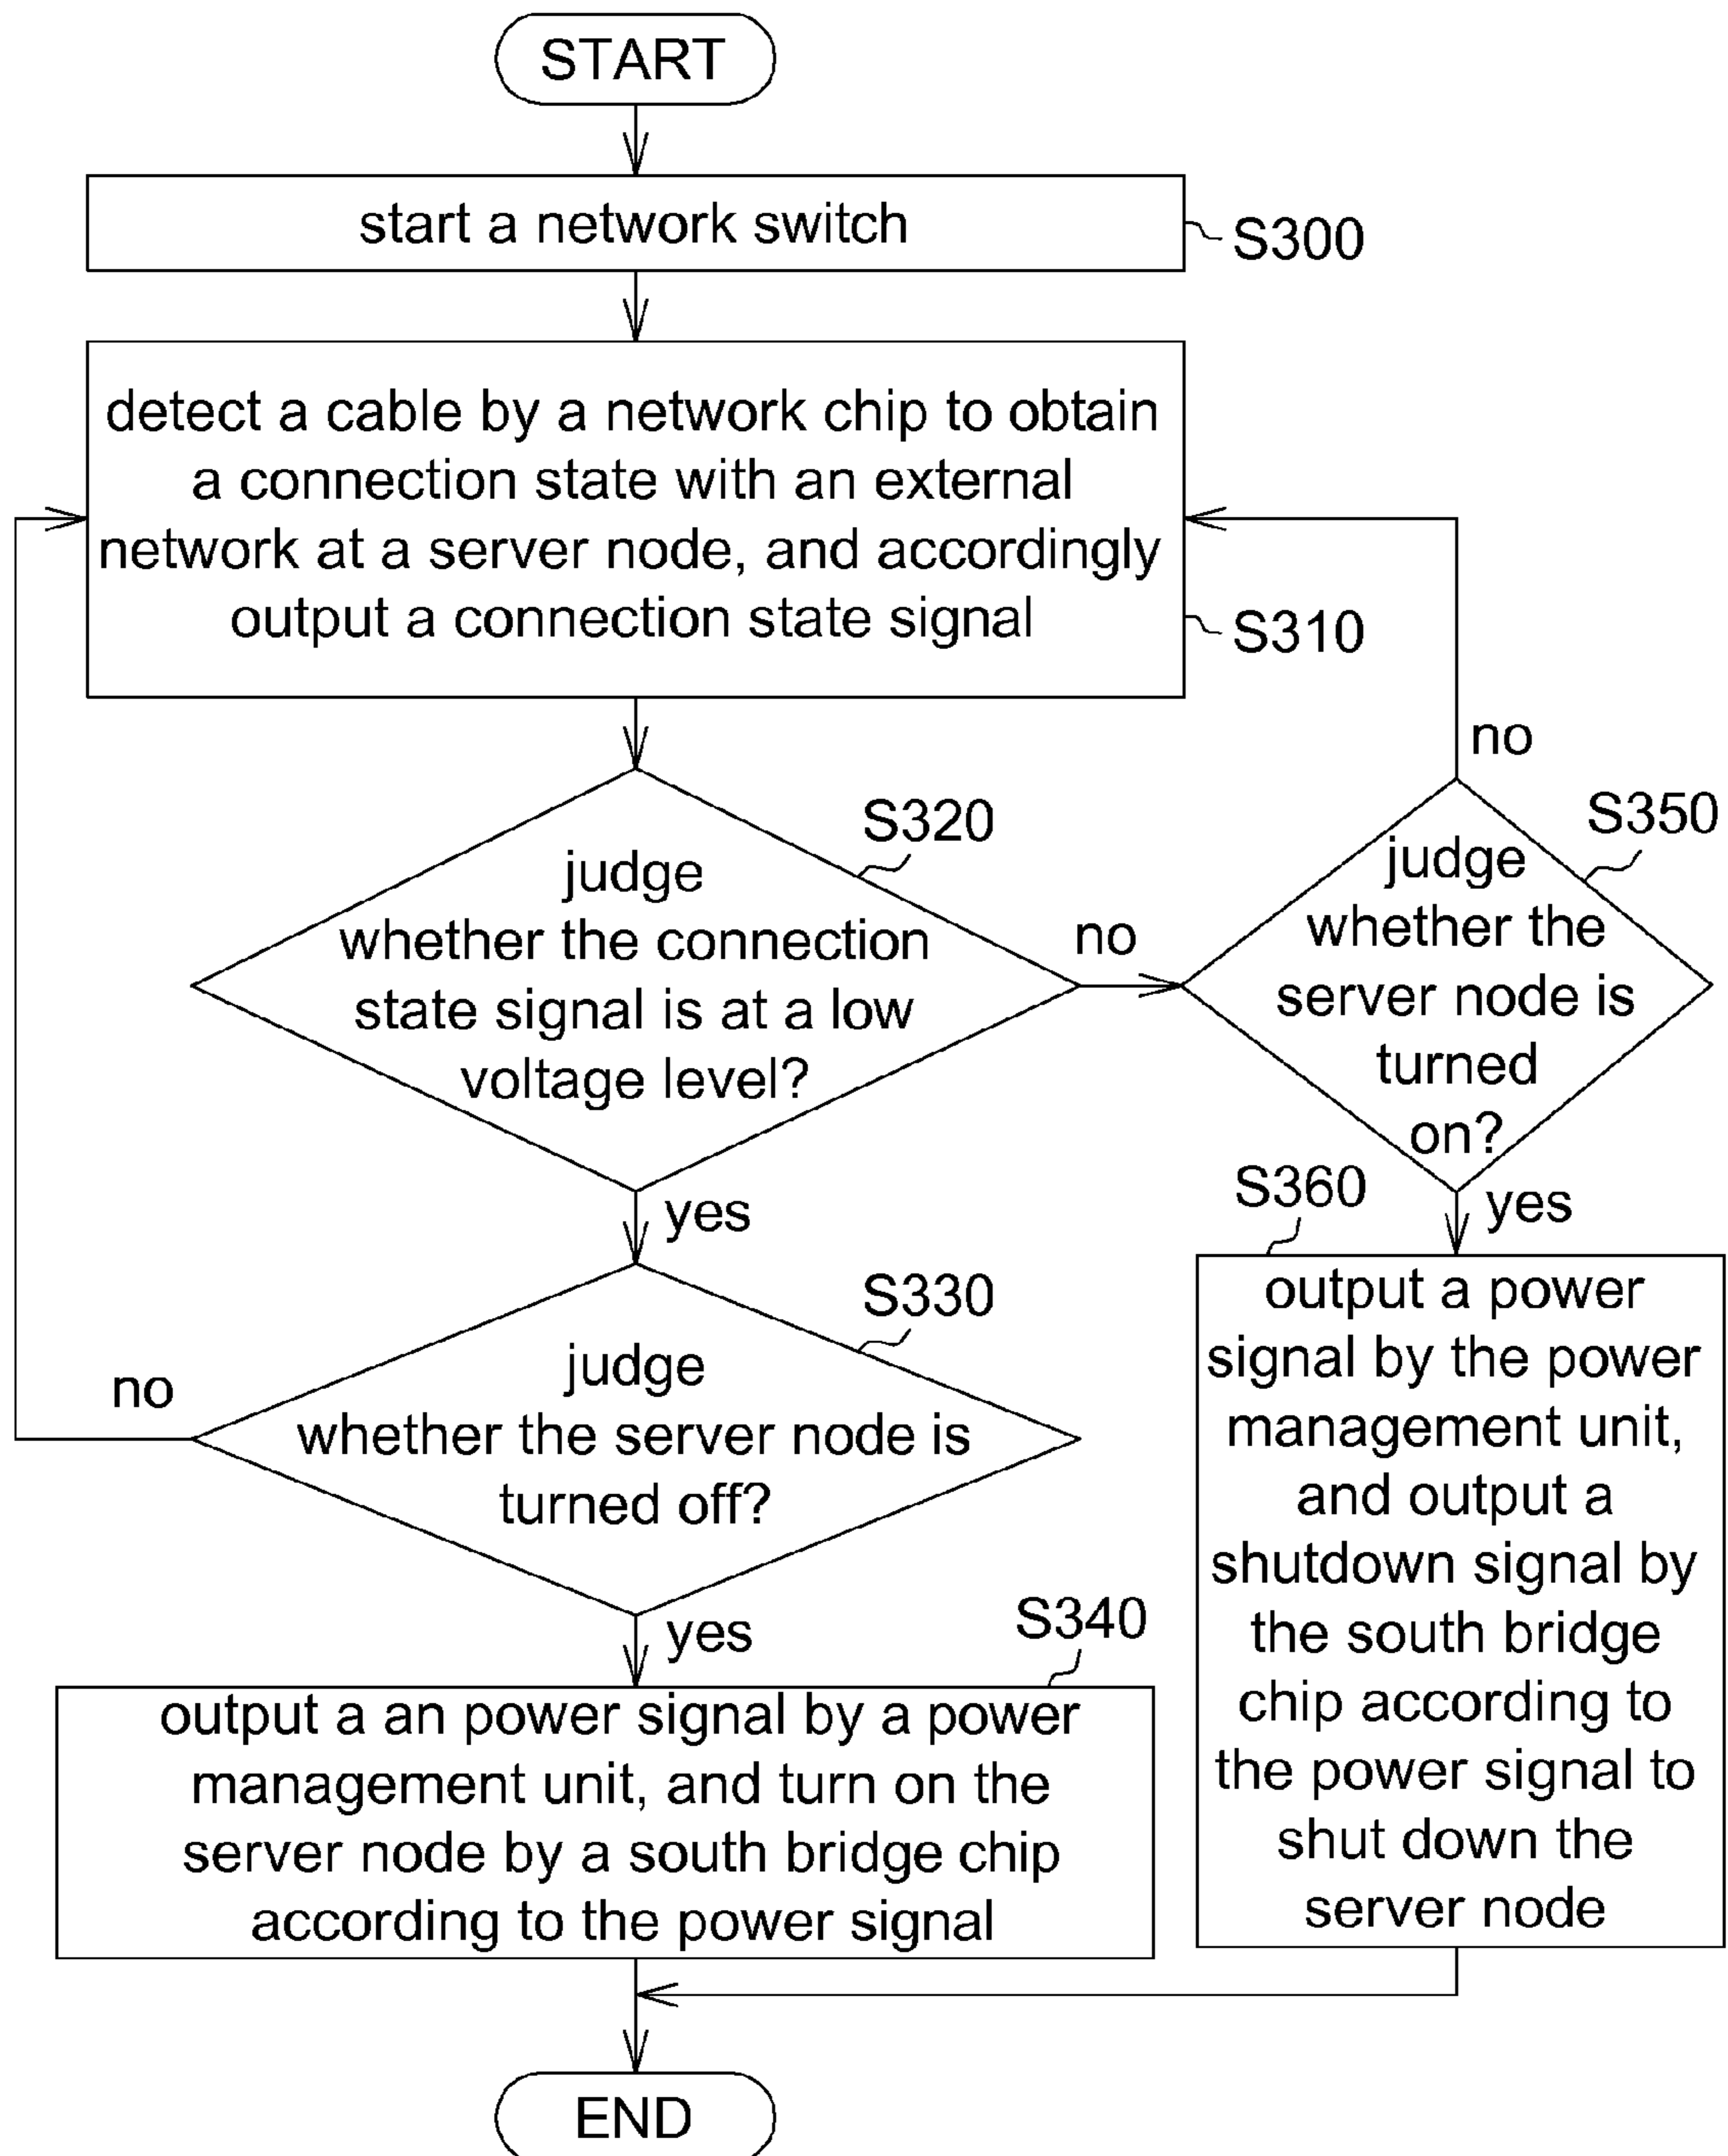 START
start a network switch
S300
detect a cable by a network chip to obtain
a connection state with an external
network at a server node, and accordingly
output a connection state signal
S310
S320
judge
whether the connection
state signal is at a low
voltage level?
no
yes
S350
judge
whether the
server node is
turned
on?
no
yes
S330
judge
whether the server node is
turned off?
no
yes
S340
output a an power signal by a power
management unit, and turn on the
server node by a south bridge chip
according to the power signal
S360
output a power
signal by the power
management unit,
and output a
shutdown signal by
the south bridge
chip according to
the power signal to
shut down the
server node
END